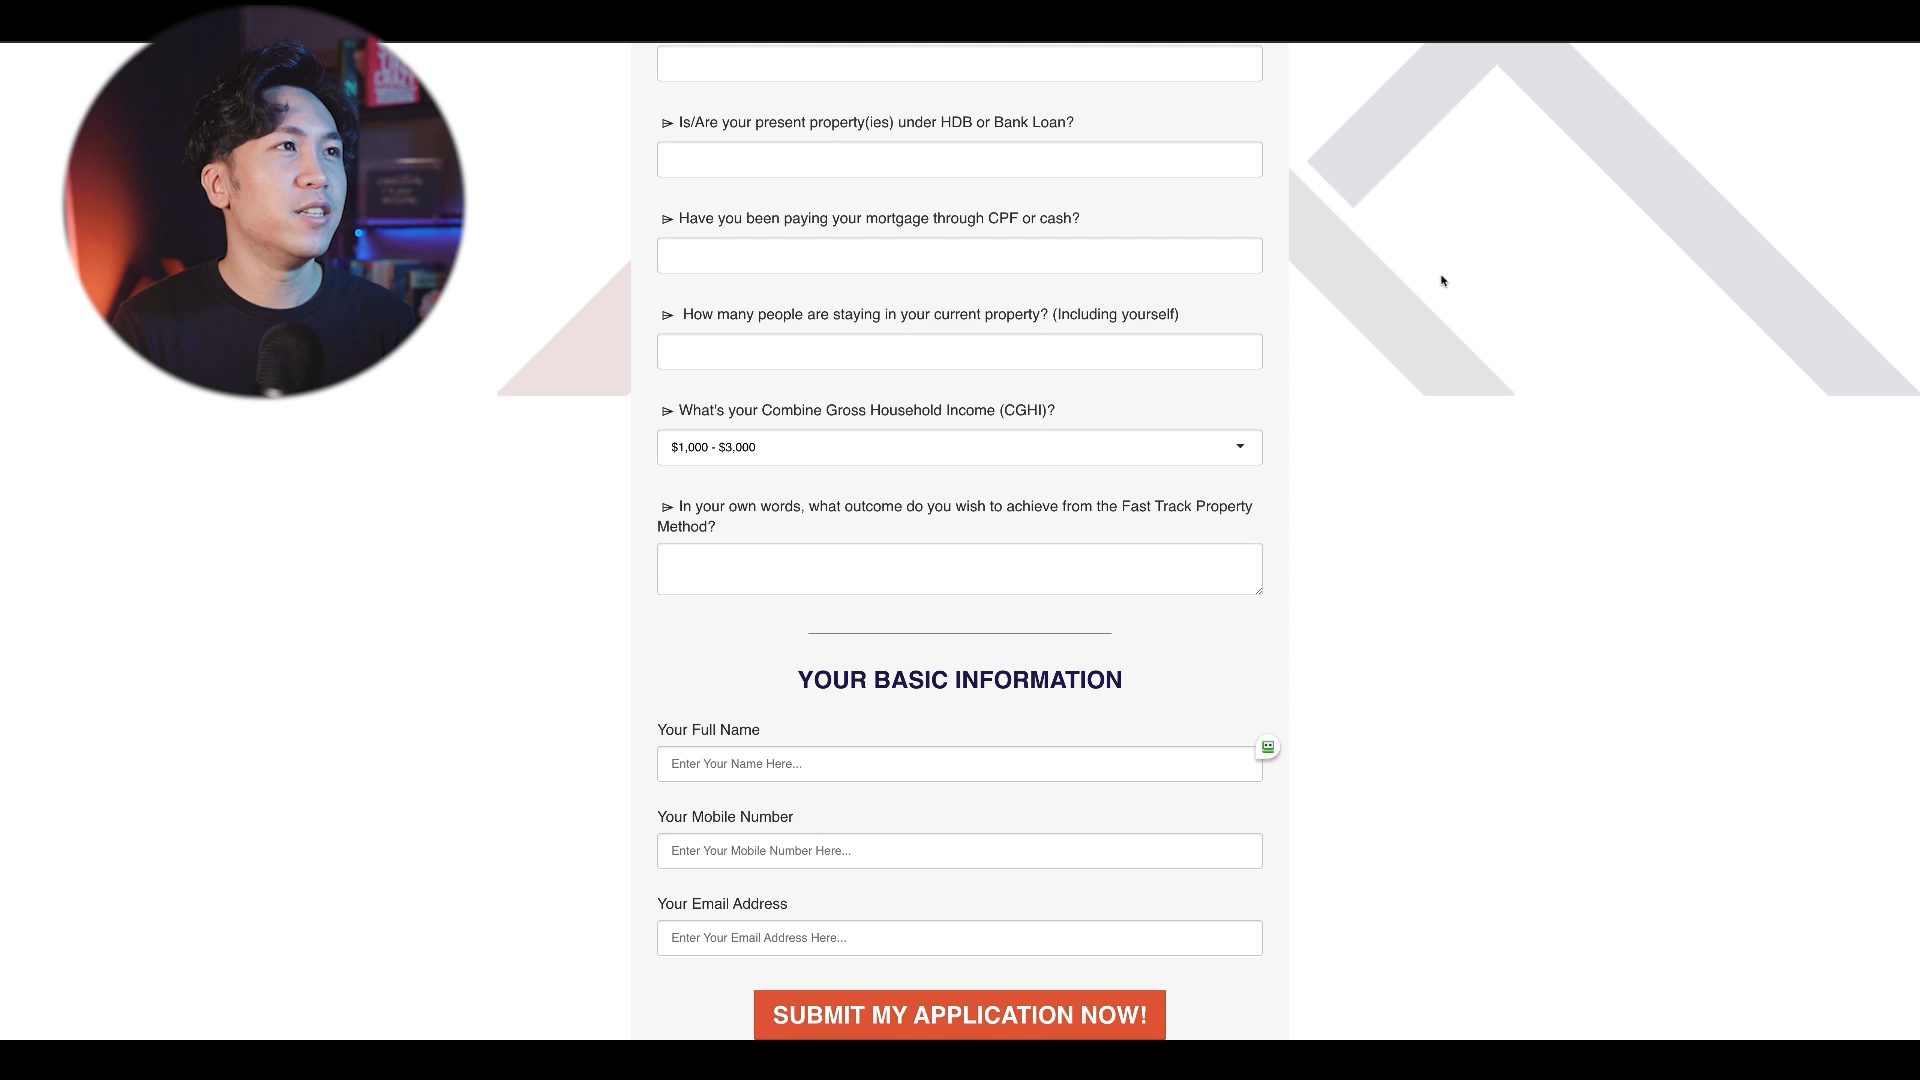 ⌲ Is/Are your present property(ies) under HDB or Bank Loan?
⌲ Have you been paying your mortgage through CPF or cash?
⌲ How many people are staying in your current property? (Including yourself)
⌲ What's your Combine Gross Household Income (CGHI)?
$1,000 - $3,000
⌲ In your own words, what outcome do you wish to achieve from the Fast Track Property
Method?
YOUR BASIC INFORMATION
Your Full Name
Enter Your Name Here...
Your Mobile Number
Enter Your Mobile Number Here...
Your Email Address
Enter Your Email Address Here...
SUBMIT MY APPLICATION NOW!